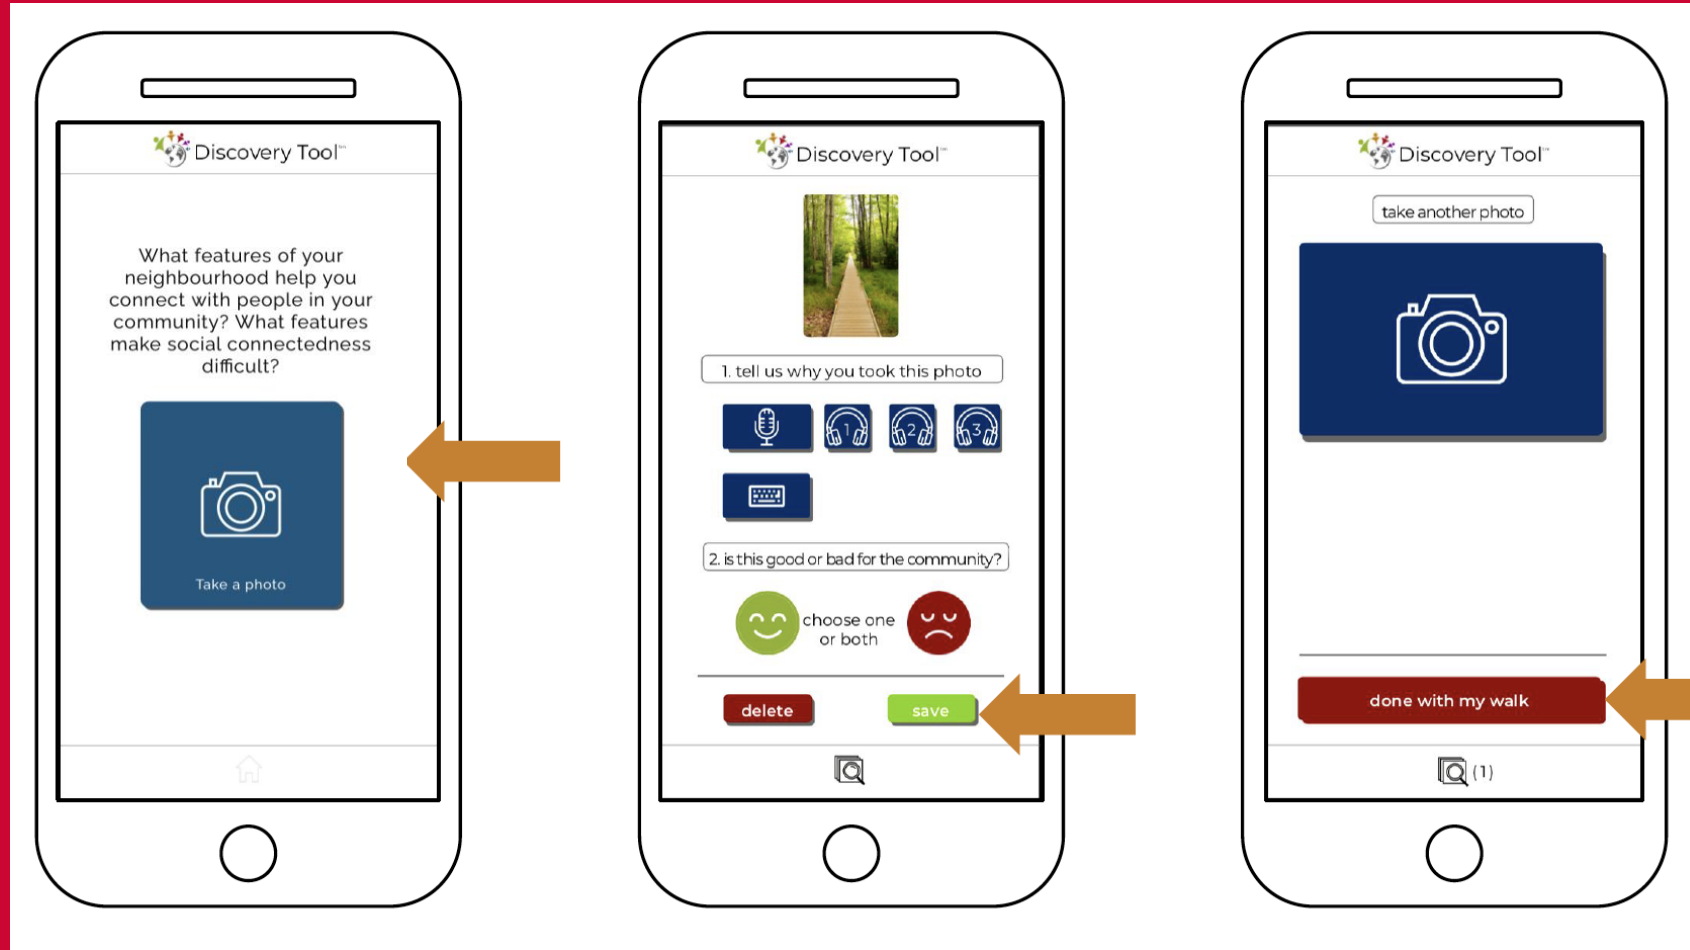 Discovery Tool™
What features of your
neighbourhood help you
connect with people in your
community? What features
make social connectedness
difficult?
Take a photo
Discovery Tool™
1. tell us why you took this photo
1
2
3
2. is this good or bad for the community?
choose one
or both
delete
save
Discovery Tool™
take another photo
done with my walk
(1)